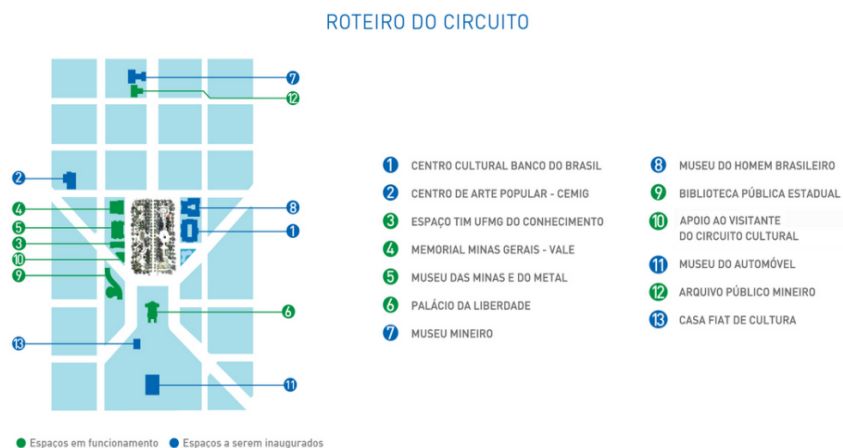 ROTEIRO DO CIRCUITO
7
12
2
4
5
3
10
9
8
1
6
13
11
1 CENTRO CULTURAL BANCO DO BRASIL
2 CENTRO DE ARTE POPULAR - CEMIG
3 ESPAÇO TIM UFMG DO CONHECIMENTO
4 MEMORIAL MINAS GERAIS - VALE
5 MUSEU DAS MINAS E DO METAL
6 PALÁCIO DA LIBERDADE
7 MUSEU MINEIRO
8 MUSEU DO HOMEM BRASILEIRO
9 BIBLIOTECA PÚBLICA ESTADUAL
10 APOIO AO VISITANTE
DO CIRCUITO CULTURAL
11 MUSEU DO AUTOMÓVEL
12 ARQUIVO PÚBLICO MINEIRO
13 CASA FIAT DE CULTURA
Espaços em funcionamento
Espaços a serem inaugurados